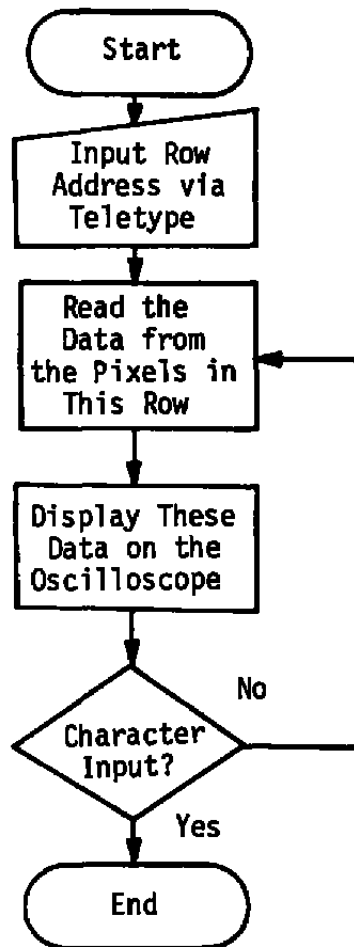 Start
Input Row
Address via
Teletype
Read the
Data from
the Pixels in
This Row
Display These
Data on the
Oscilloscope
No
Character
Input?
Yes
End